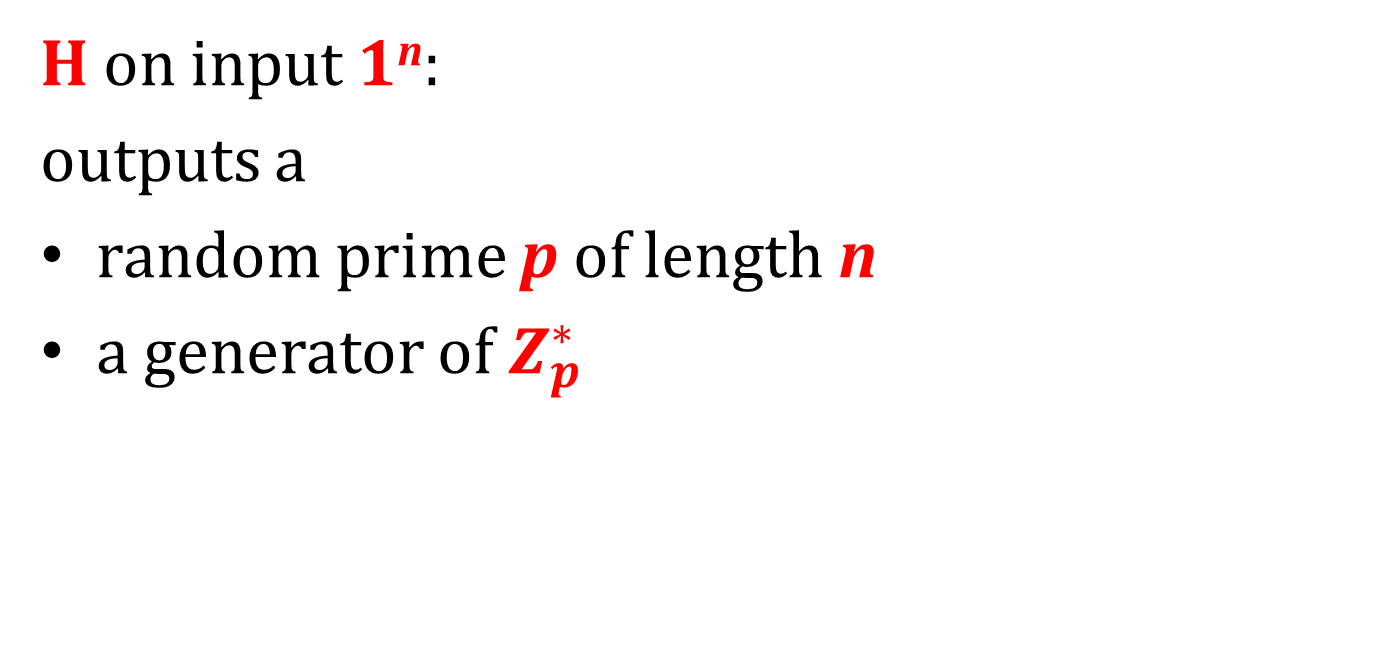 H on input 1ⁿ:
outputs a
• random prime p of length n
• a generator of Z*ₚ